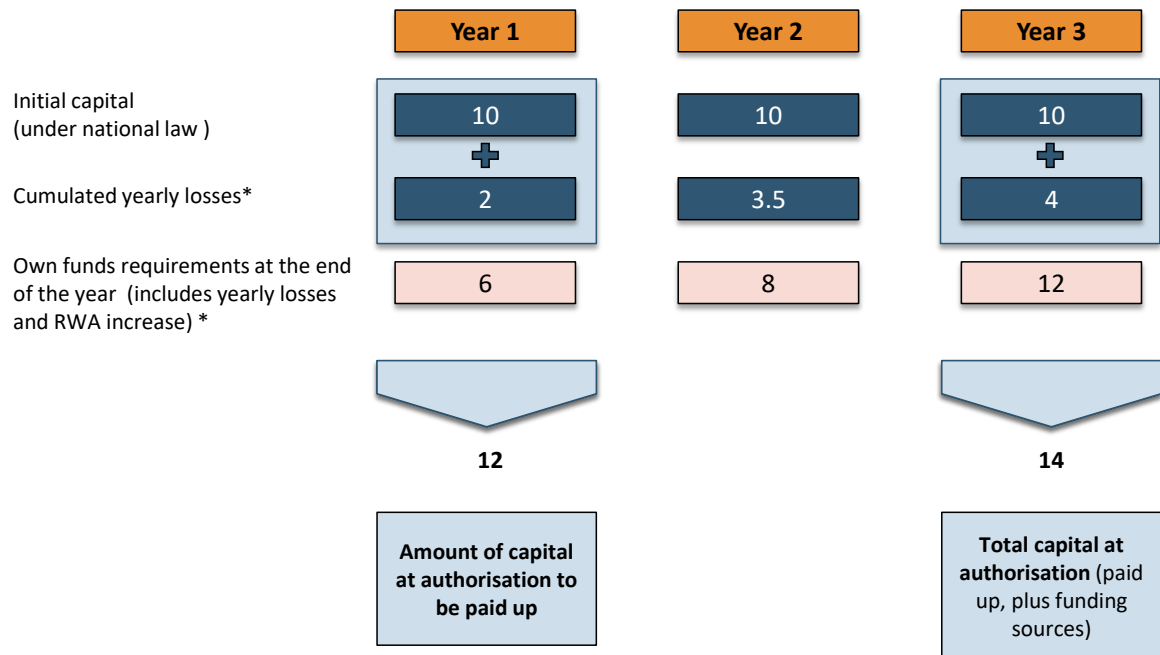 Year 1
Year 2
Year 3
Initial capital
(under national law )
10
10
10
Cumulated yearly losses*
2
3.5
4
Own funds requirements at the end
of the year (includes yearly losses
and RWA increase) *
6
8
12
12
14
Amount of capital
at authorisation to
be paid up
Total capital at
authorisation (paid
up, plus funding
sources)